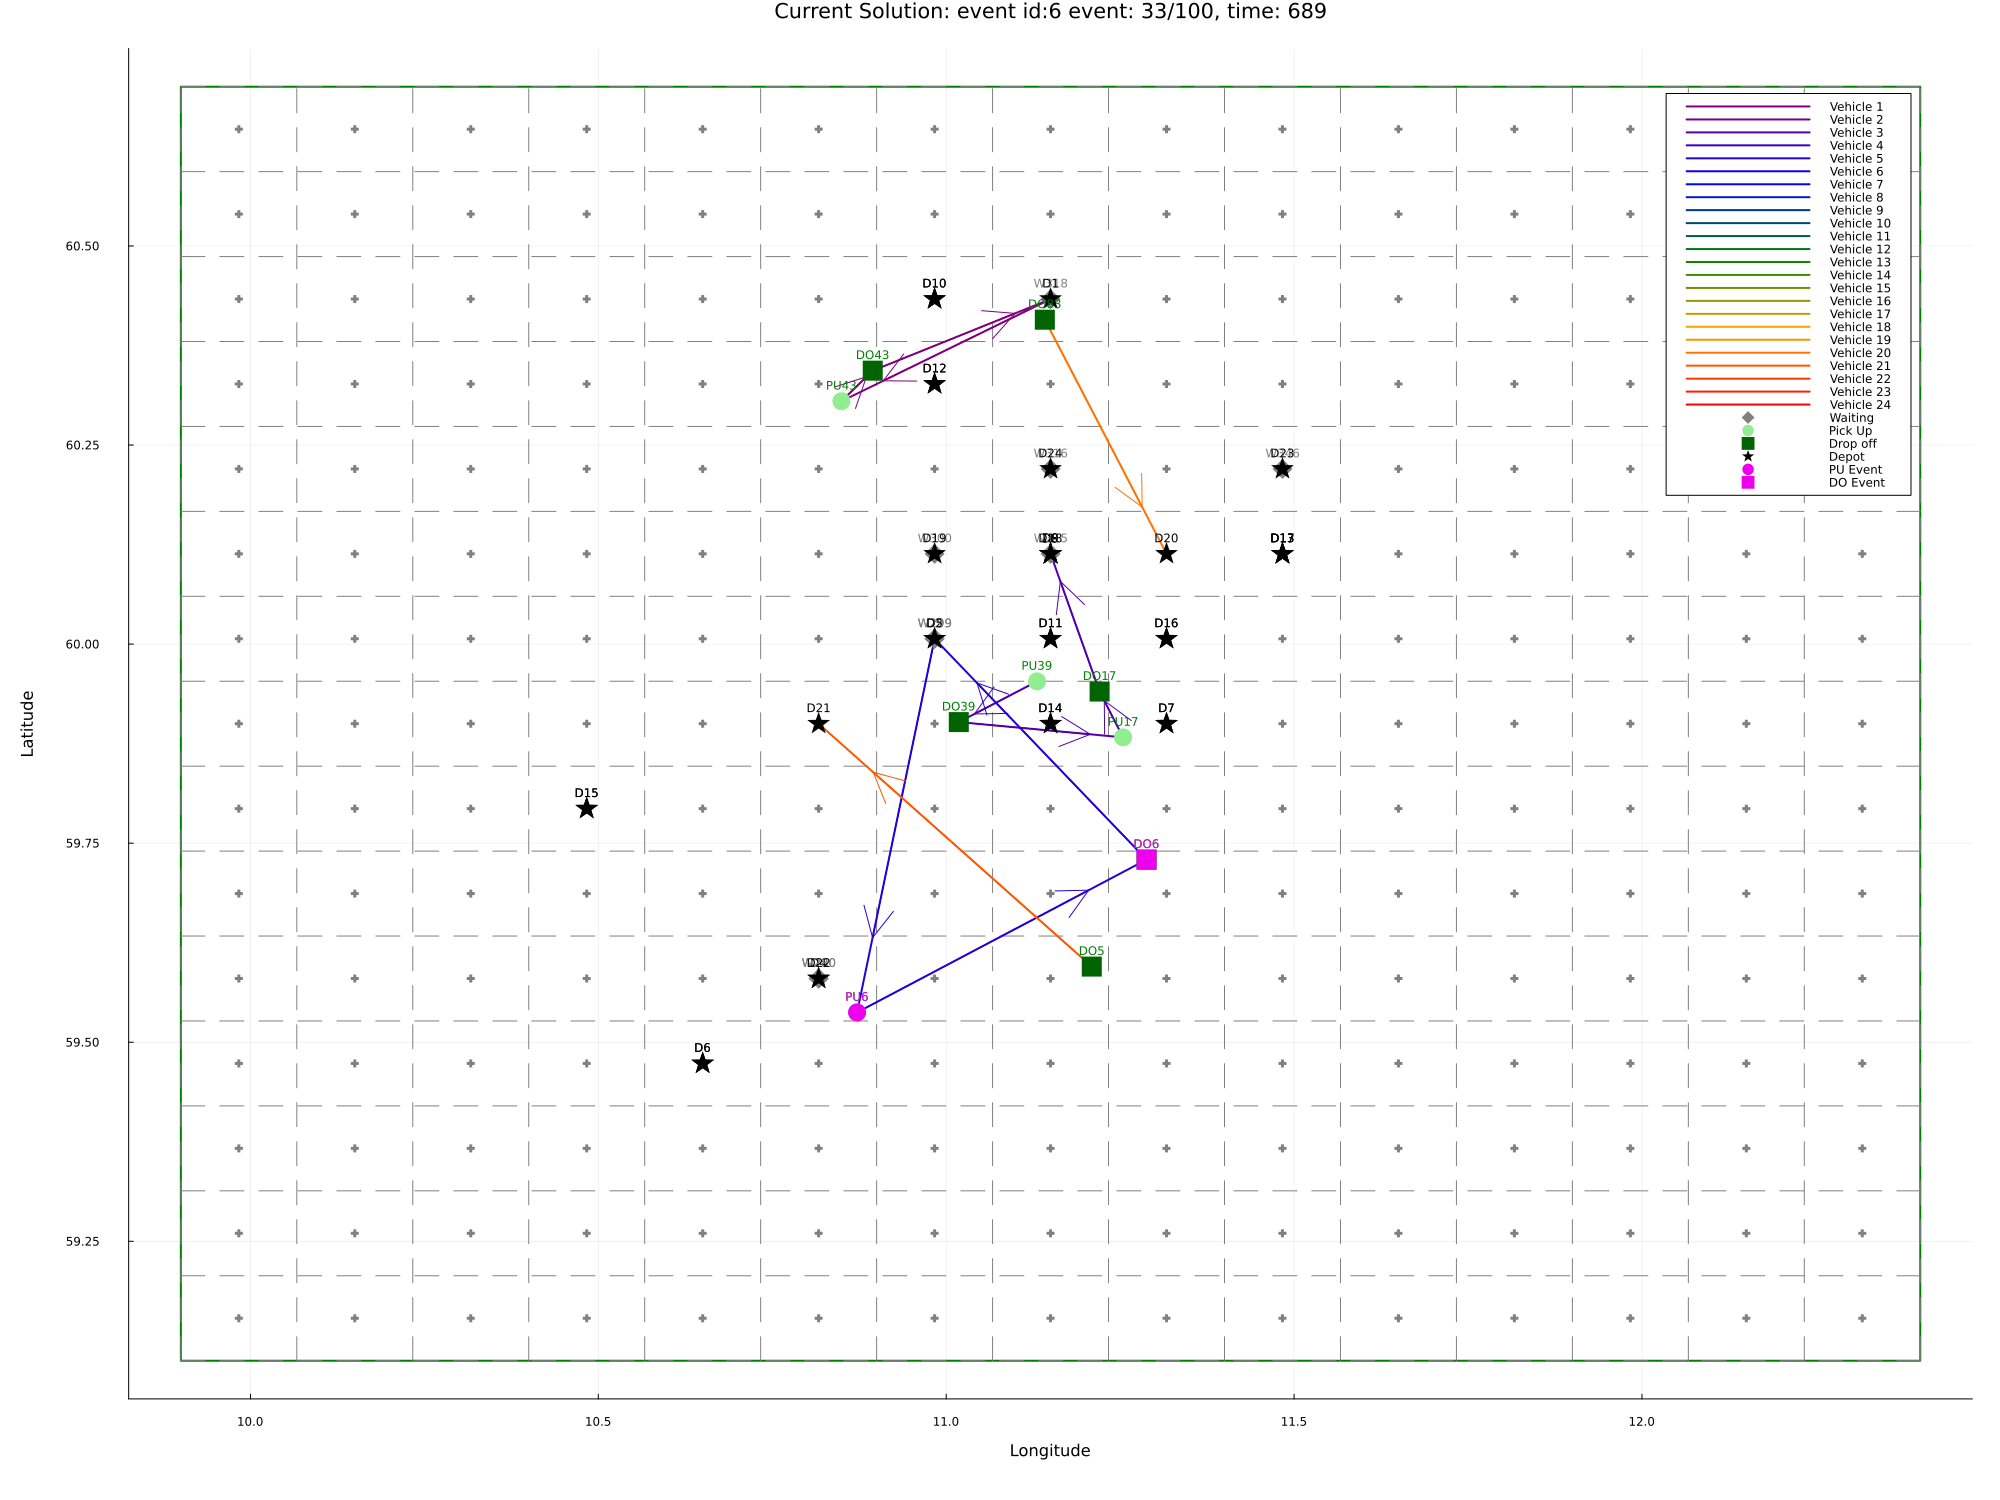 Current Solution: event id:6 event: 33/100, time: 689
Vehicle 1
Vehicle 2
Vehicle 3
Vehicle 4
Vehicle 5
Vehicle 6
Vehicle 7
Vehicle 8
Vehicle 9
Vehicle 10
Vehicle 11
Vehicle 12
Vehicle 13
Vehicle 14
Vehicle 15
Vehicle 16
Vehicle 17
Vehicle 18
Vehicle 19
Vehicle 20
Vehicle 21
Vehicle 22
Vehicle 23
Vehicle 24
Waiting
Pick Up
Drop off
Depot
PU Event
DO Event
60.50
60.25
60.00
59.75
59.50
59.25
Latitude
D10
D1
DO43
D12
PU43
D24
D23
D19
D20
D11
D16
PU39
DO17
DO39
D21
D14
D7
PU17
D15
DO6
DO5
D22
PU6
D6
10.0
10.5
11.0
11.5
12.0
Longitude